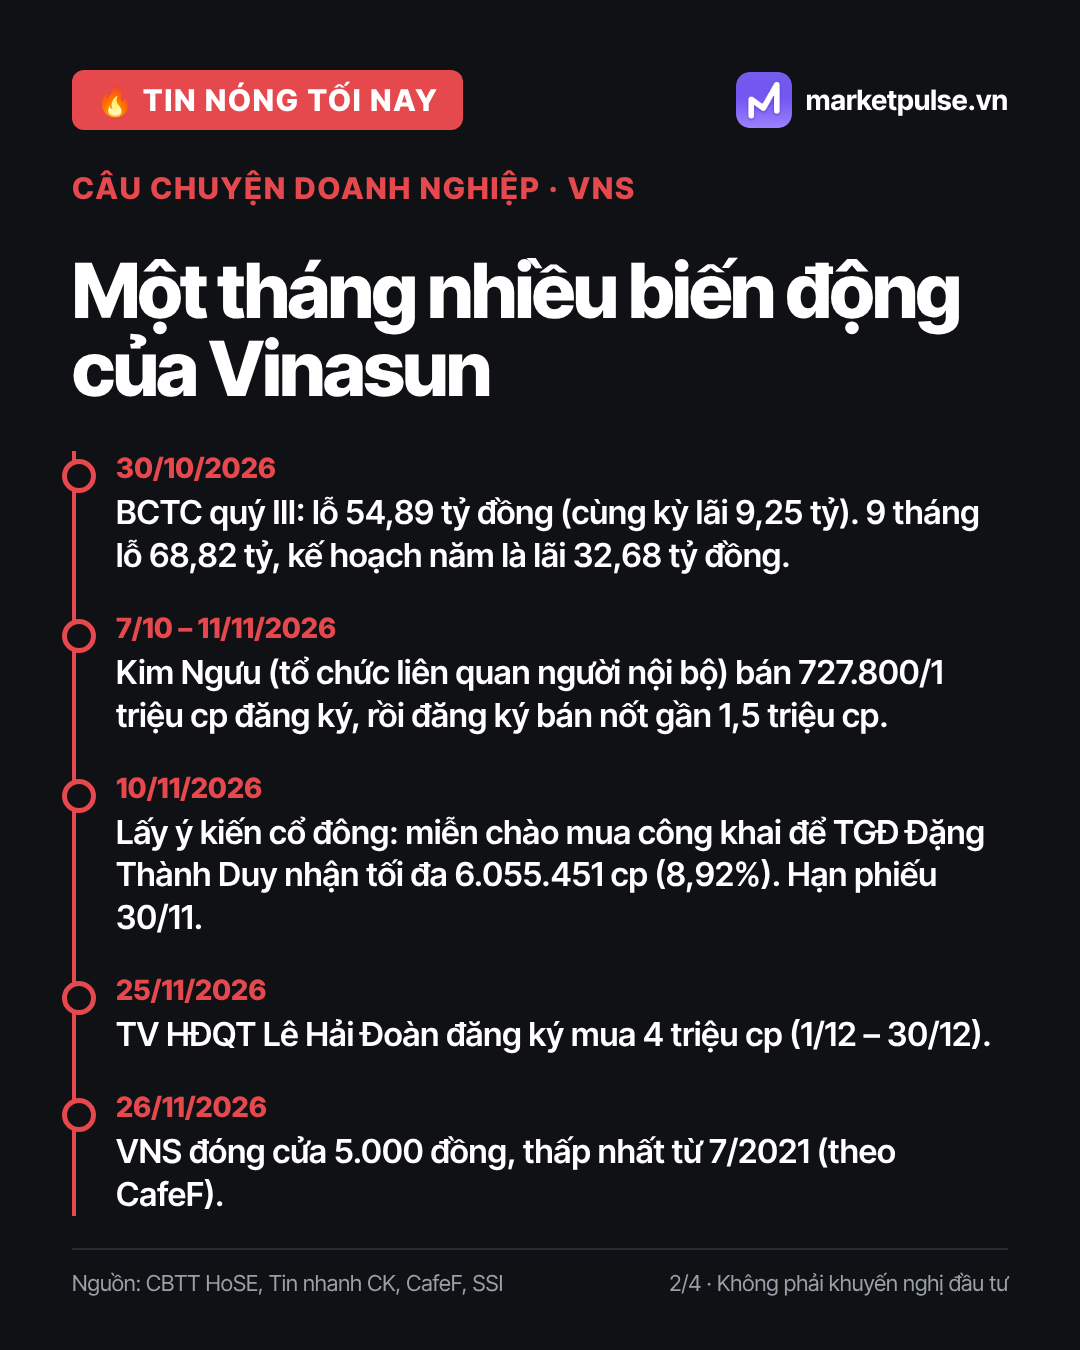 🔥 TIN NÓNG TỐI NAY
marketpulse.vn
CÂU CHUYỆN DOANH NGHIỆP · VNS
Một tháng nhiều biến động
của Vinasun
30/10/2026
BCTC quý III: lỗ 54,89 tỷ đồng (cùng kỳ lãi 9,25 tỷ). 9 tháng
lỗ 68,82 tỷ, kế hoạch năm là lãi 32,68 tỷ đồng.
7/10 – 11/11/2026
Kim Ngưu (tổ chức liên quan người nội bộ) bán 727.800/1
triệu cp đăng ký, rồi đăng ký bán nốt gần 1,5 triệu cp.
10/11/2026
Lấy ý kiến cổ đông: miễn chào mua công khai để TGĐ Đặng
Thành Duy nhận tối đa 6.055.451 cp (8,92%). Hạn phiếu
30/11.
25/11/2026
TV HĐQT Lê Hải Đoàn đăng ký mua 4 triệu cp (1/12 – 30/12).
26/11/2026
VNS đóng cửa 5.000 đồng, thấp nhất từ 7/2021 (theo
CafeF).
Nguồn: CBTT HoSE, Tin nhanh CK, CafeF, SSI
2/4 · Không phải khuyến nghị đầu tư